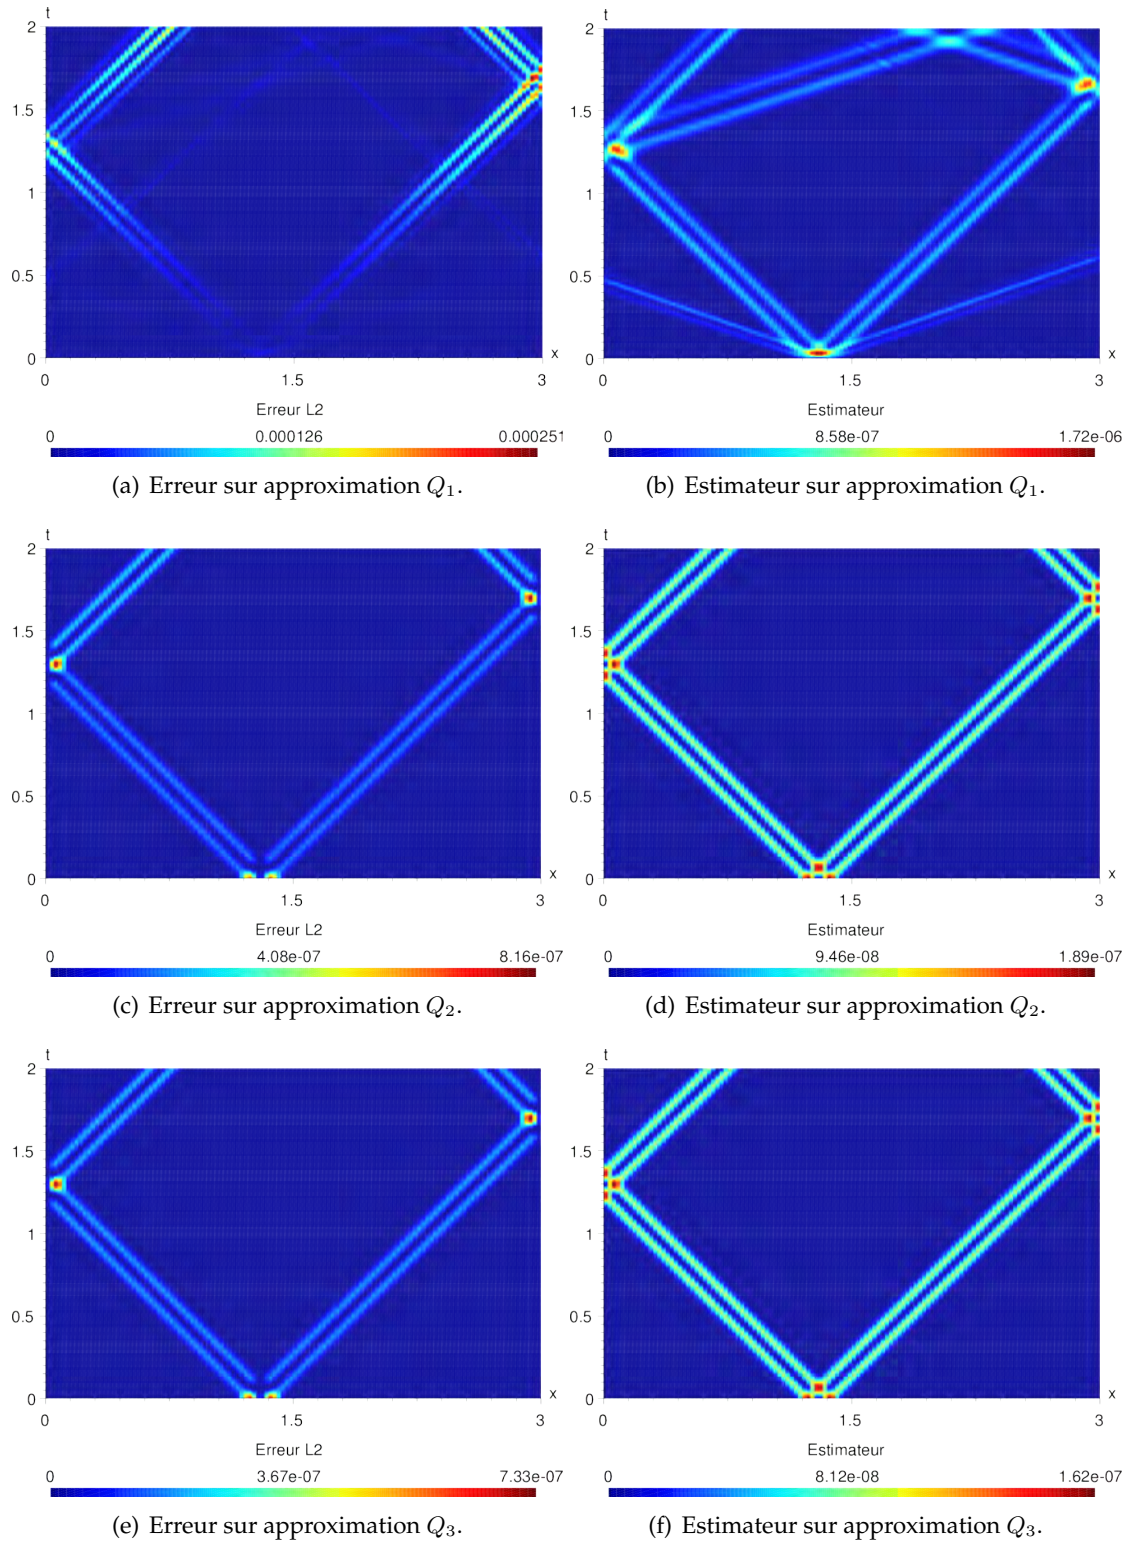 t t
2 2
1.5 1.5
1 1
0.5 0.5
0 x 0 x
0 1.5 3 0 1.5 3
Erreur L2 Estimateur
0 0.000126 0.000251 0 8.58e-07 1.72e-06
(a) Erreur sur approximation Q₁. (b) Estimateur sur approximation Q₁.
t t
2 2
1.5 1.5
1 1
0.5 0.5
0 x 0 x
0 1.5 3 0 1.5 3
Erreur L2 Estimateur
0 4.08e-07 8.16e-07 0 9.46e-08 1.89e-07
(c) Erreur sur approximation Q₂. (d) Estimateur sur approximation Q₂.
t t
2 2
1.5 1.5
1 1
0.5 0.5
0 x 0 x
0 1.5 3 0 1.5 3
Erreur L2 Estimateur
0 3.67e-07 7.33e-07 0 8.12e-08 1.62e-07
(e) Erreur sur approximation Q₃. (f) Estimateur sur approximation Q₃.